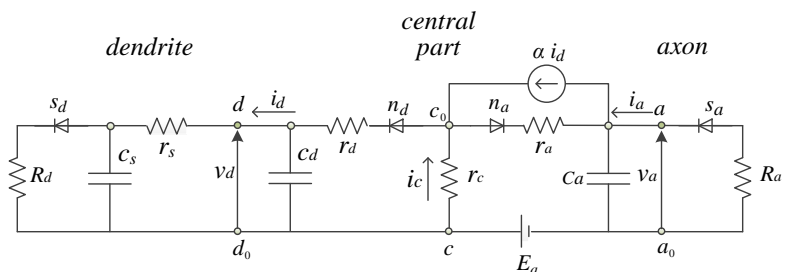 central
part
dendrite
axon
α i_d
s_d
d
i_d
n_d
c_0
n_a
i_a
a
s_a
R_d
c_s
r_s
v_d
c_d
r_d
i_c
r_c
r_a
C_a
v_a
R_a
d_0
c
E_a
a_0